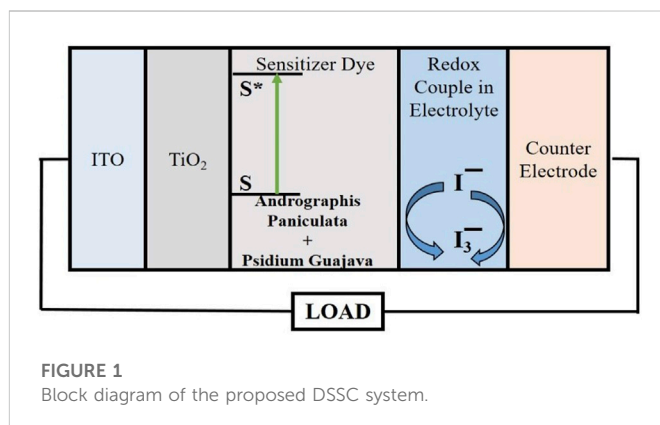 ITO
TiO₂
Sensitizer Dye
S*
S
Andrographis
Paniculata
+
Psidium Guajava
Redox
Couple in
Electrolyte
I⁻
I₃⁻
Counter
Electrode
LOAD
FIGURE 1
Block diagram of the proposed DSSC system.